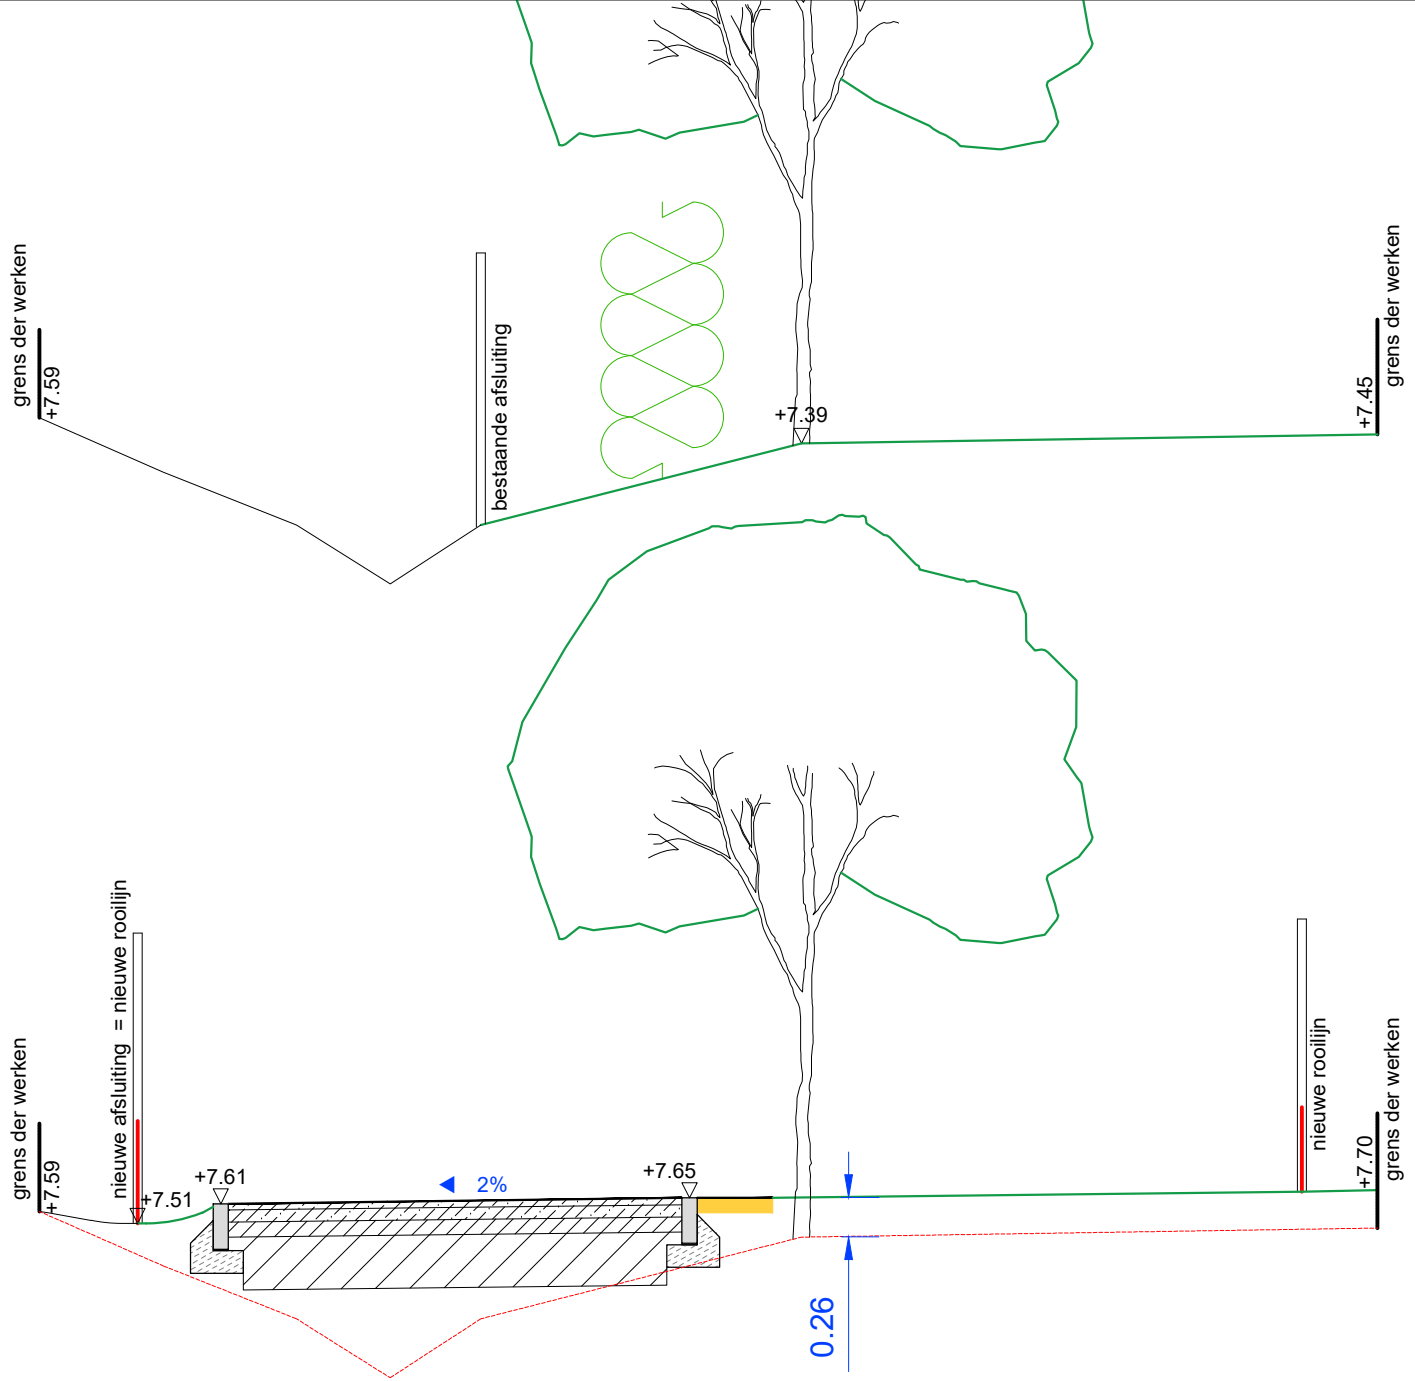 grens der werken
+7.59
bestaande afsluiting
+7.39
+7.45
grens der werken
grens der werken
+7.59
nieuwe afsluiting = nieuwe rooilijn
+7.51
+7.61
2%
+7.65
0.26
nieuwe rooilijn
+7.70
grens der werken